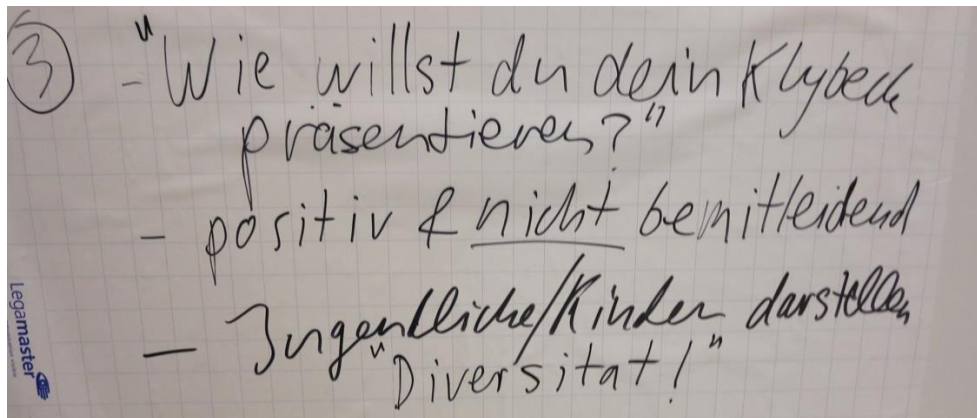 ③ - "Wie willst du dein Klybeck
präsentieren?"
- positiv & nicht bemitleidend
- Jugendliche/Kinder darstellen
"Diversitat!"
Legamaster